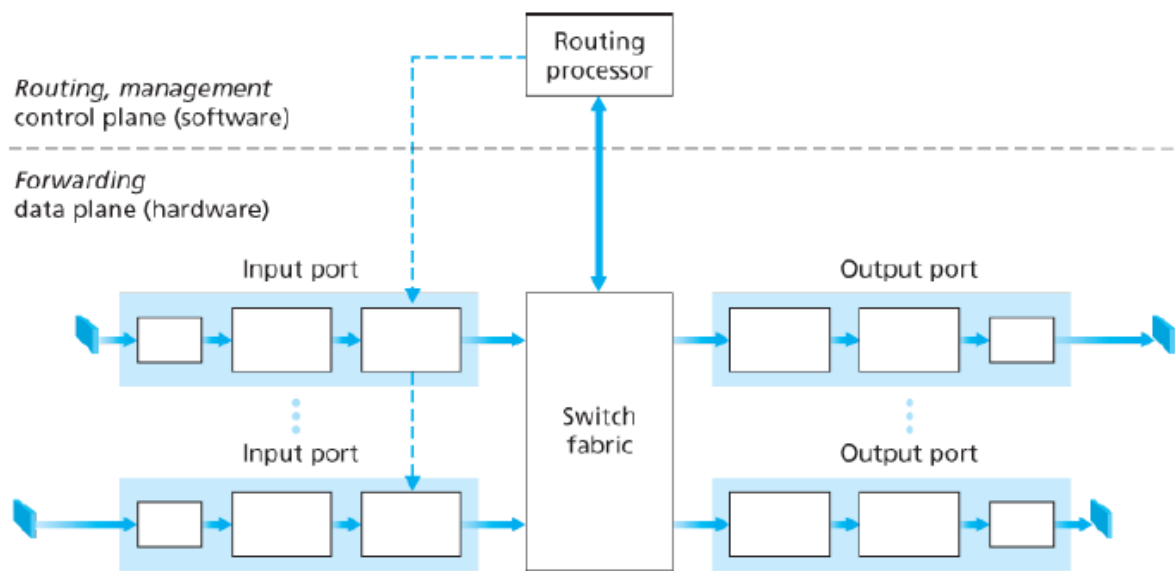 Routing
processor
Routing, management
control plane (software)
Forwarding
data plane (hardware)
Input port
Output port
Switch
fabric
Input port
Output port